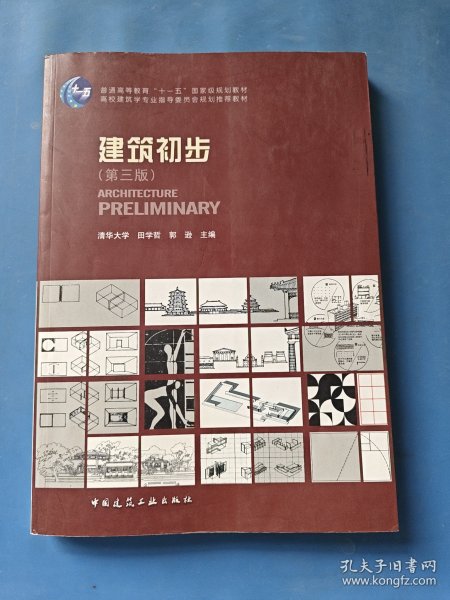 十一五
普通高等教育“十一五”国家级规划教材
高校建筑学专业指导委员会规划推荐教材
建筑初步
(第三版)
ARCHITECTURE
PRELIMINARY
清华大学 田学哲 郭逊 主编
中国建筑工业出版社
孔夫子旧书网
www.kongfz.com